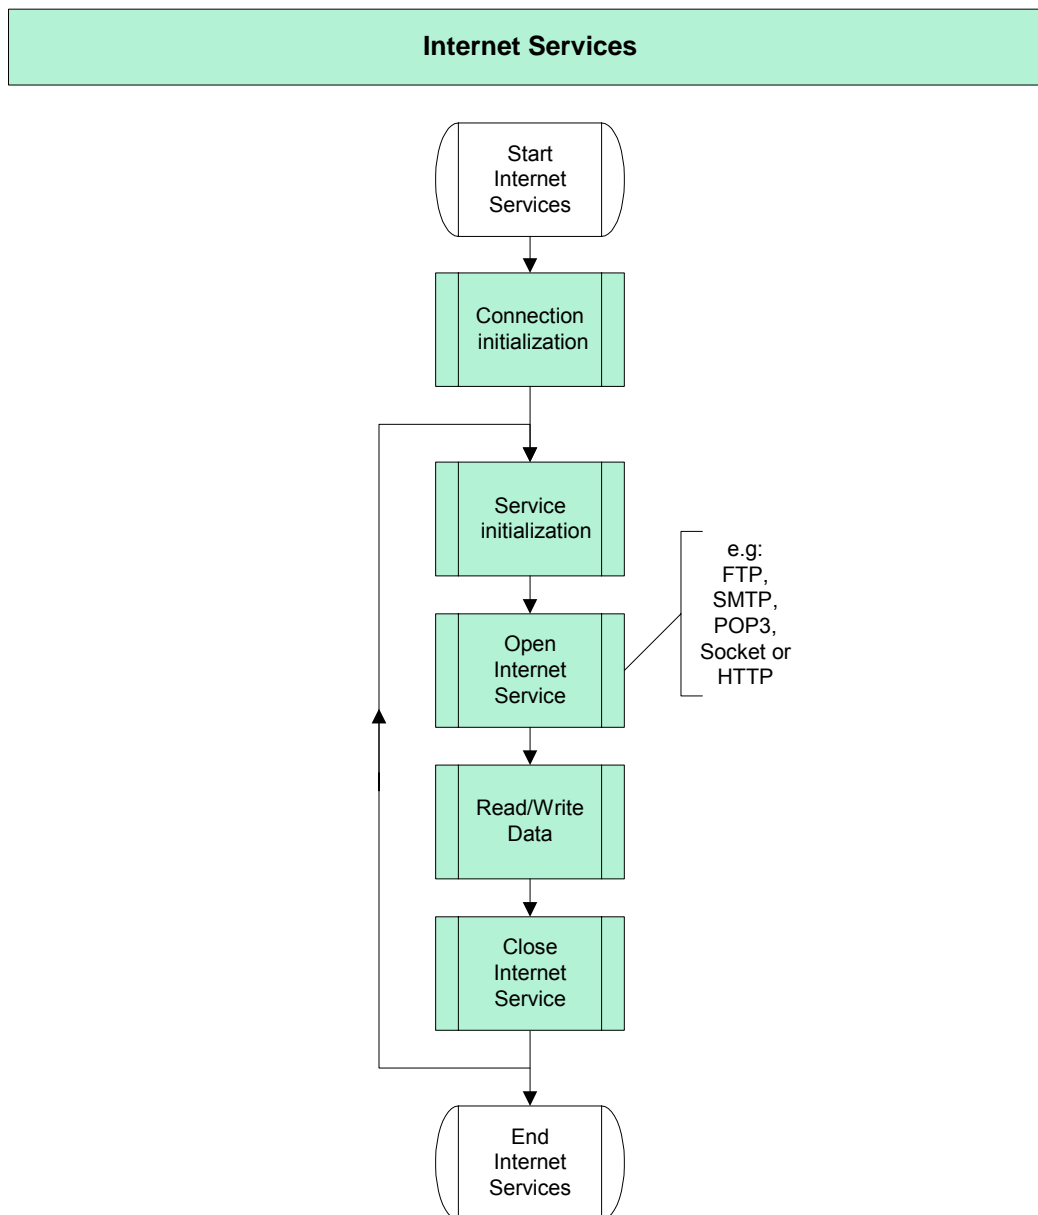 Internet Services
Start
Internet
Services
Connection
initialization
Service
initialization
Open
Internet
Service
e.g:
FTP,
SMTP,
POP3,
Socket or
HTTP
Read/Write
Data
Close
Internet
Service
End
Internet
Services